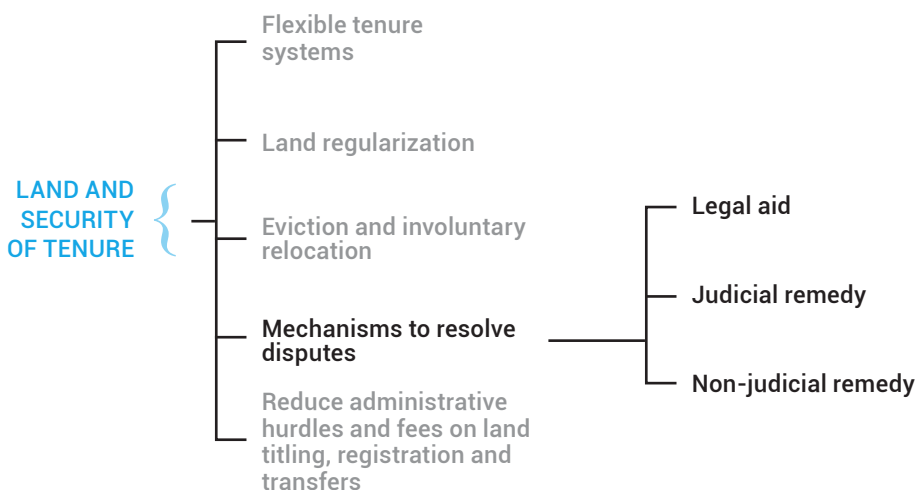 LAND AND
SECURITY
OF TENURE
Flexible tenure
systems
Land regularization
Eviction and involuntary
relocation
Mechanisms to resolve
disputes
Reduce administrative
hurdles and fees on land
titling, registration and
transfers
Legal aid
Judicial remedy
Non-judicial remedy